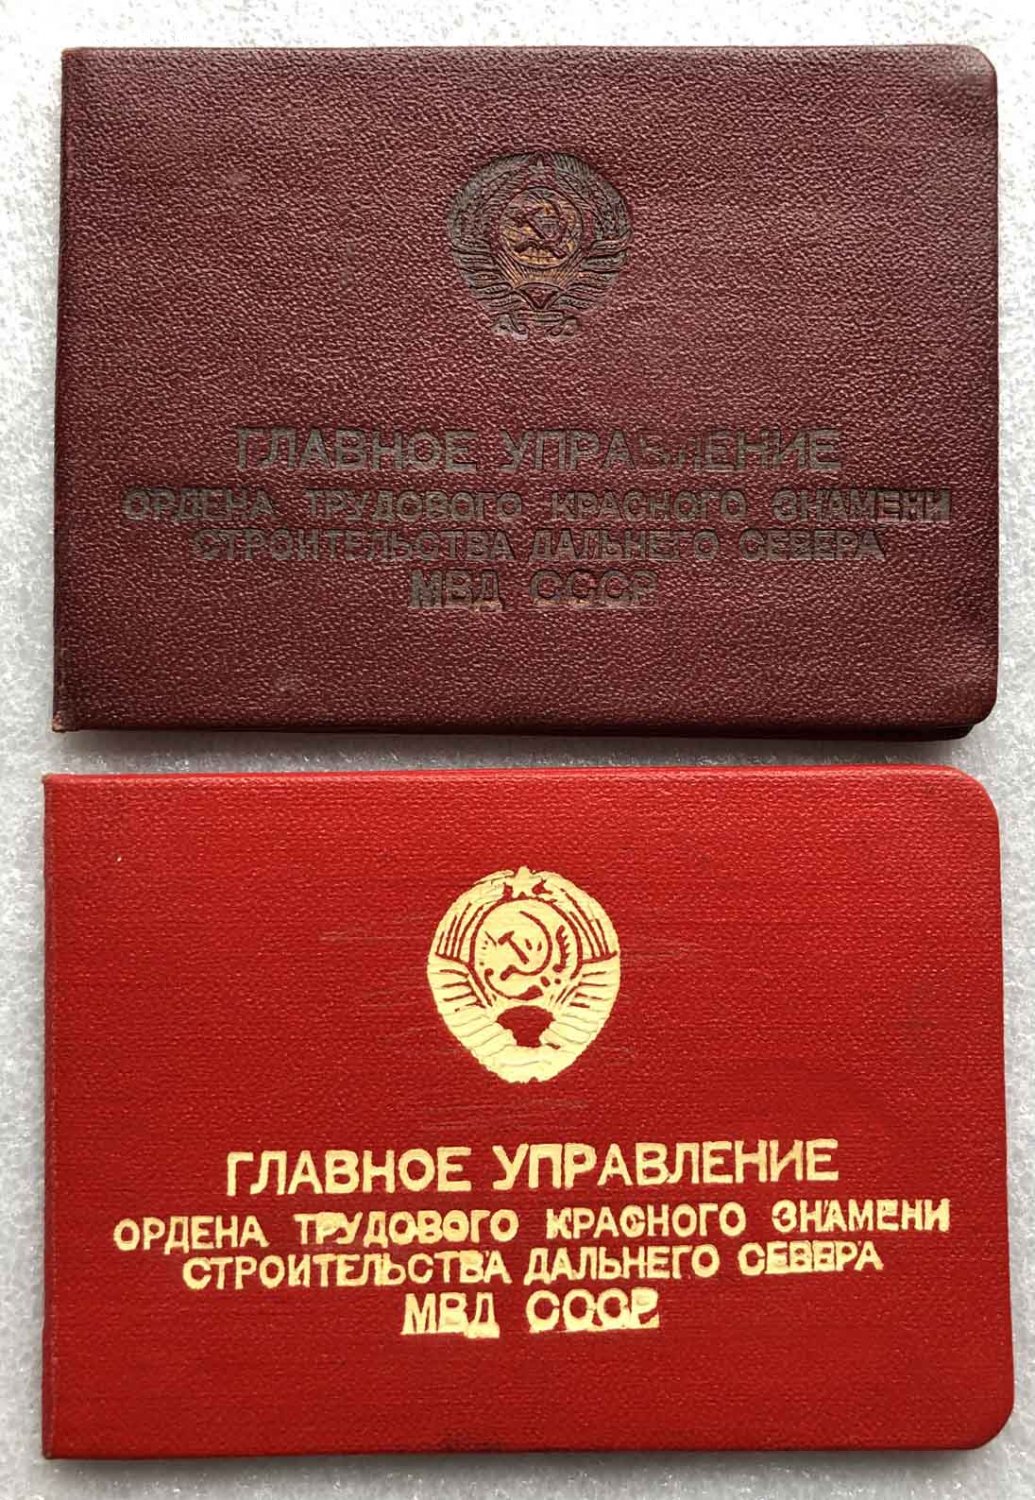 ГЛАВНОЕ УПРАВЛЕНИЕ
ОРДЕНА ТРУДОВОГО КРАСНОГО ЗНАМЕНИ
СТРОИТЕЛЬСТВА ДАЛЬНЕГО СЕВЕРА
МВД СССР
ГЛАВНОЕ УПРАВЛЕНИЕ
ОРДЕНА ТРУДОВОГО КРАСНОГО ЗНАМЕНИ
СТРОИТЕЛЬСТВА ДАЛЬНЕГО СЕВЕРА
МВД СССР